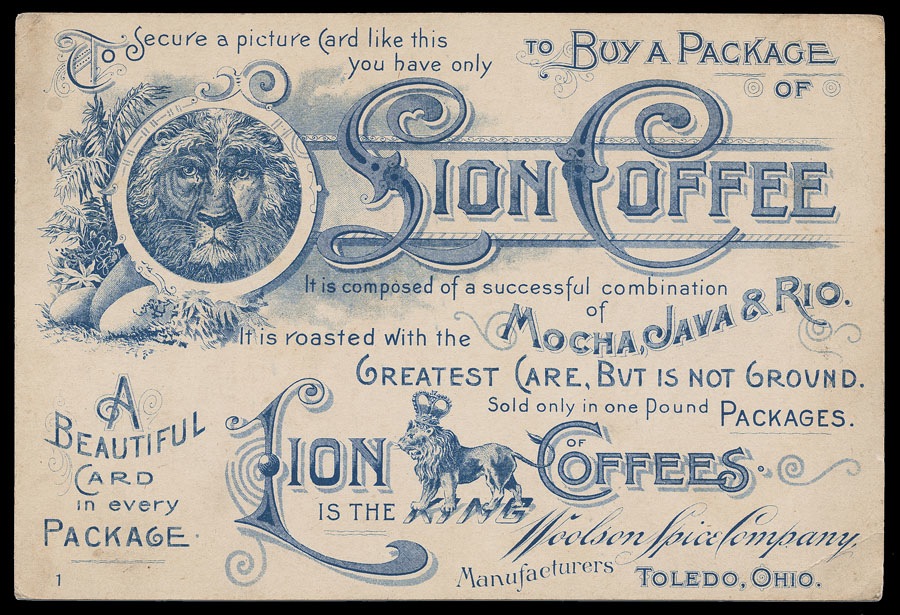 To Secure a picture Card like this
you have only
TO BUY A PACKAGE
OF
LION COFFEE
It is composed of a successful combination
of
MOCHA, JAVA & RIO.
It is roasted with the
GREATEST CARE, BUT IS NOT GROUND.
Sold only in one Pound PACKAGES.
A
BEAUTIFUL
CARD
in every
PACKAGE.
LION
IS THE KING
OF COFFEES.
Woolson Spice Company,
Manufacturers TOLEDO, OHIO.
1